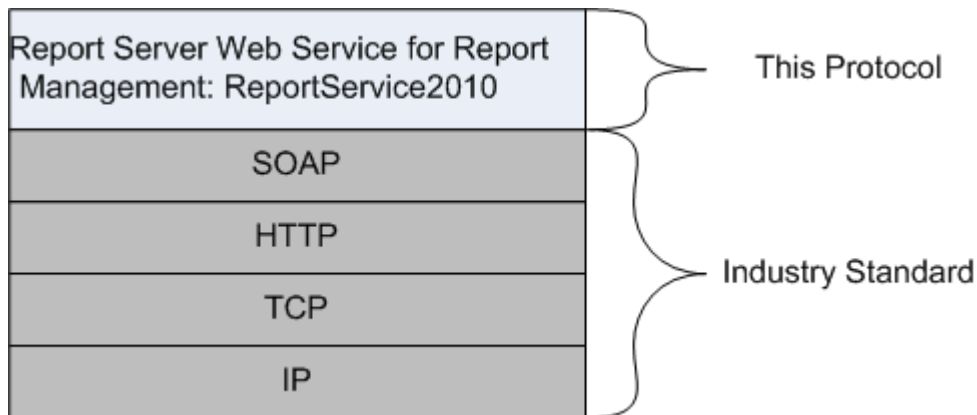 Report Server Web Service for Report
Management: ReportService2010
This Protocol
SOAP
HTTP
TCP
IP
Industry Standard